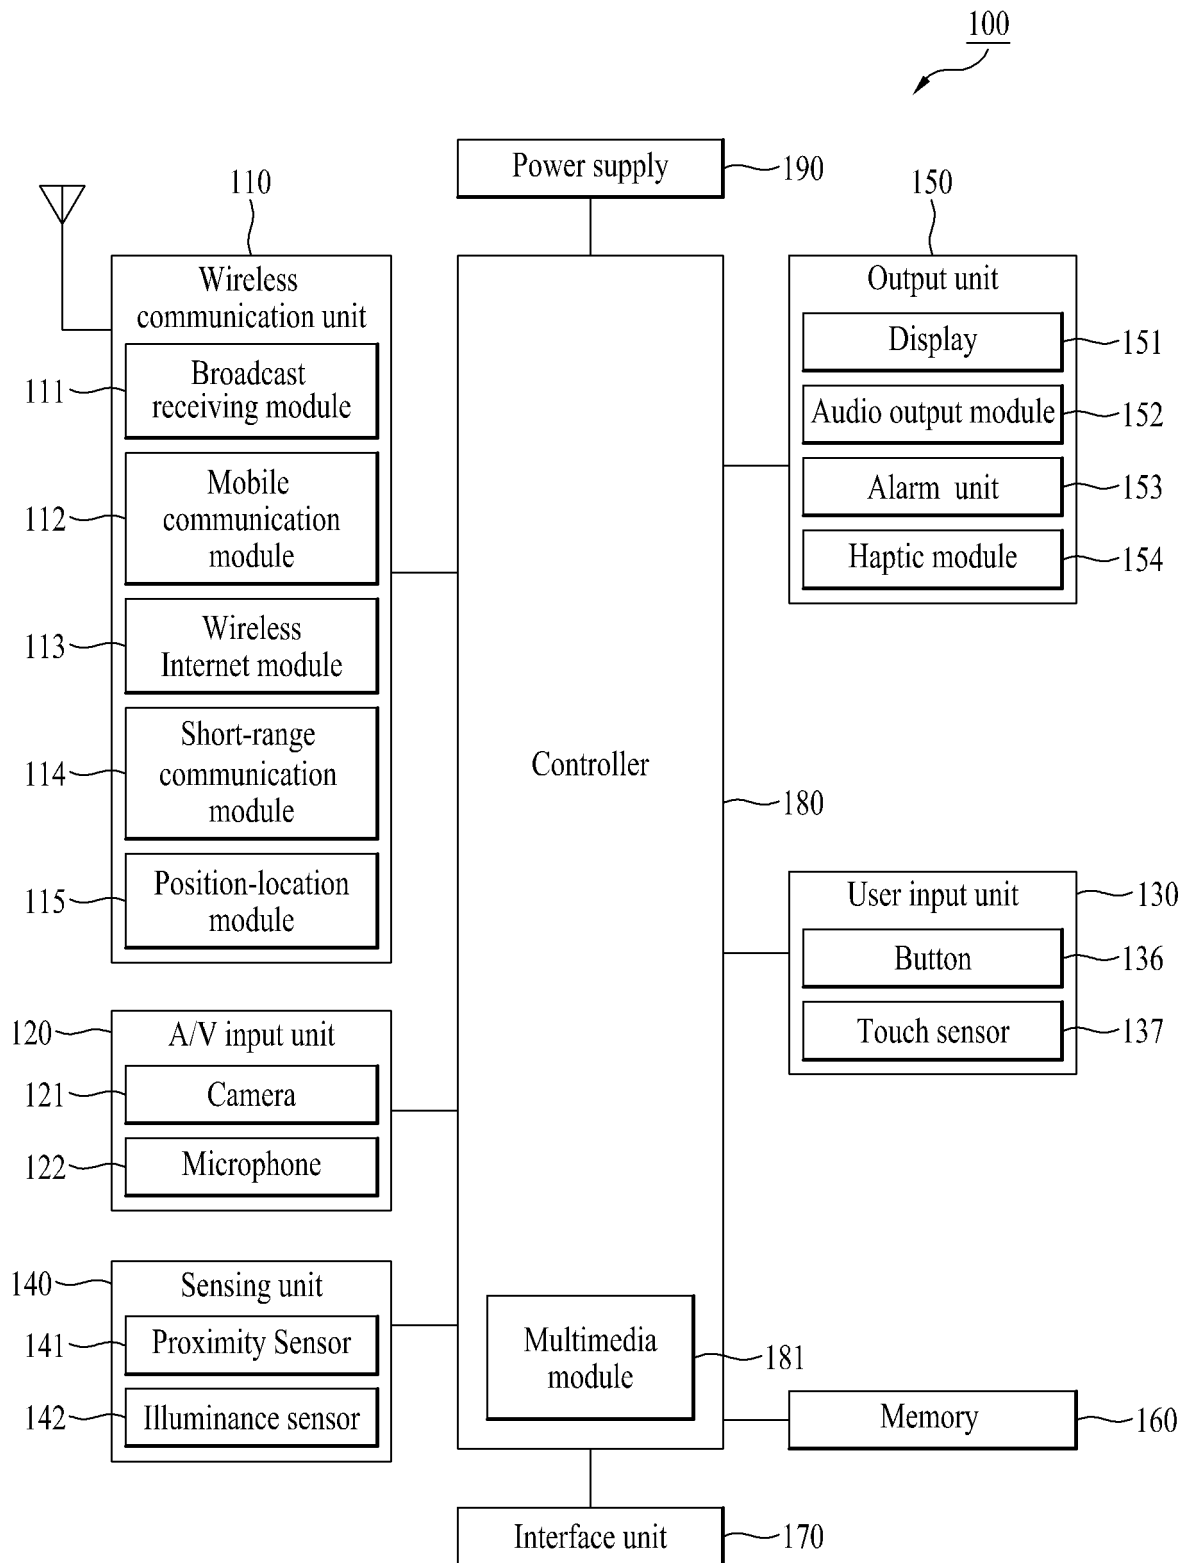 100
Power supply
190
110
Wireless
communication unit
111
Broadcast
receiving module
112
Mobile
communication
module
113
Wireless
Internet module
114
Short-range
communication
module
115
Position-location
module
120
A/V input unit
121
Camera
122
Microphone
140
Sensing unit
141
Proximity Sensor
142
Illuminance sensor
Controller
180
Multimedia
module
181
150
Output unit
Display
151
Audio output module
152
Alarm unit
153
Haptic module
154
User input unit
130
Button
136
Touch sensor
137
Memory
160
Interface unit
170